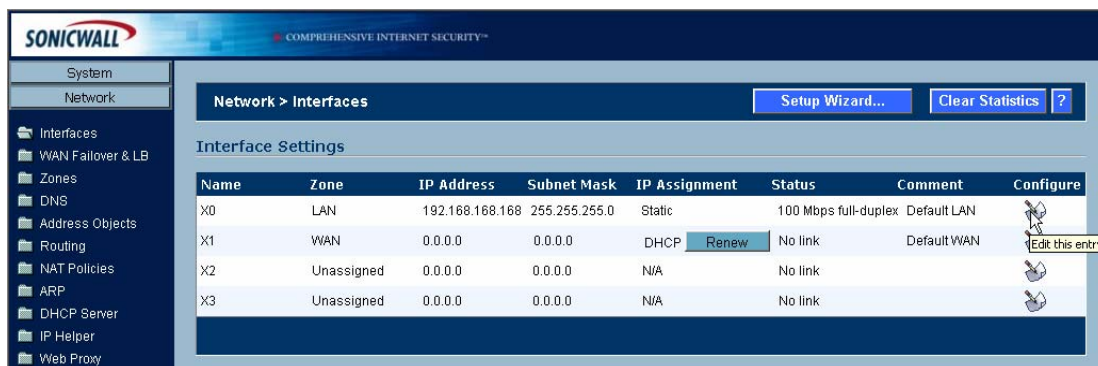 SONICWALL
COMPREHENSIVE INTERNET SECURITY™
System
Network
Interfaces
WAN Failover & LB
Zones
DNS
Address Objects
Routing
NAT Policies
ARP
DHCP Server
IP Helper
Web Proxy
Network > Interfaces
Setup Wizard...
Clear Statistics
?
Interface Settings
Name Zone IP Address Subnet Mask IP Assignment Status Comment Configure
X0 LAN 192.168.168.168 255.255.255.0 Static 100 Mbps full-duplex Default LAN
X1 WAN 0.0.0.0 0.0.0.0 DHCP Renew No link Default WAN
Edit this entry
X2 Unassigned 0.0.0.0 0.0.0.0 N/A No link
X3 Unassigned 0.0.0.0 0.0.0.0 N/A No link